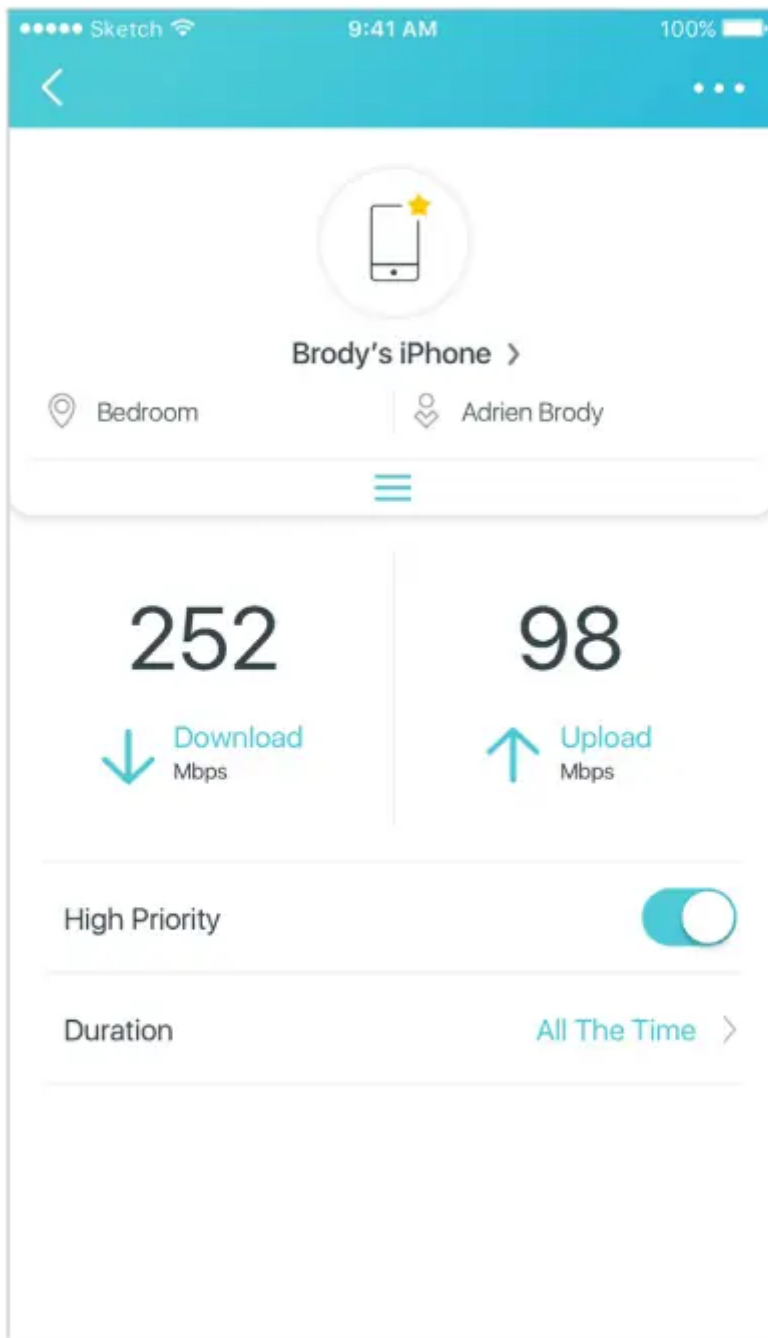 Sketch 9:41 AM 100%
Brody’s iPhone
Bedroom Adrien Brody
252 98
Download Upload
Mbps Mbps
High Priority
Duration All The Time